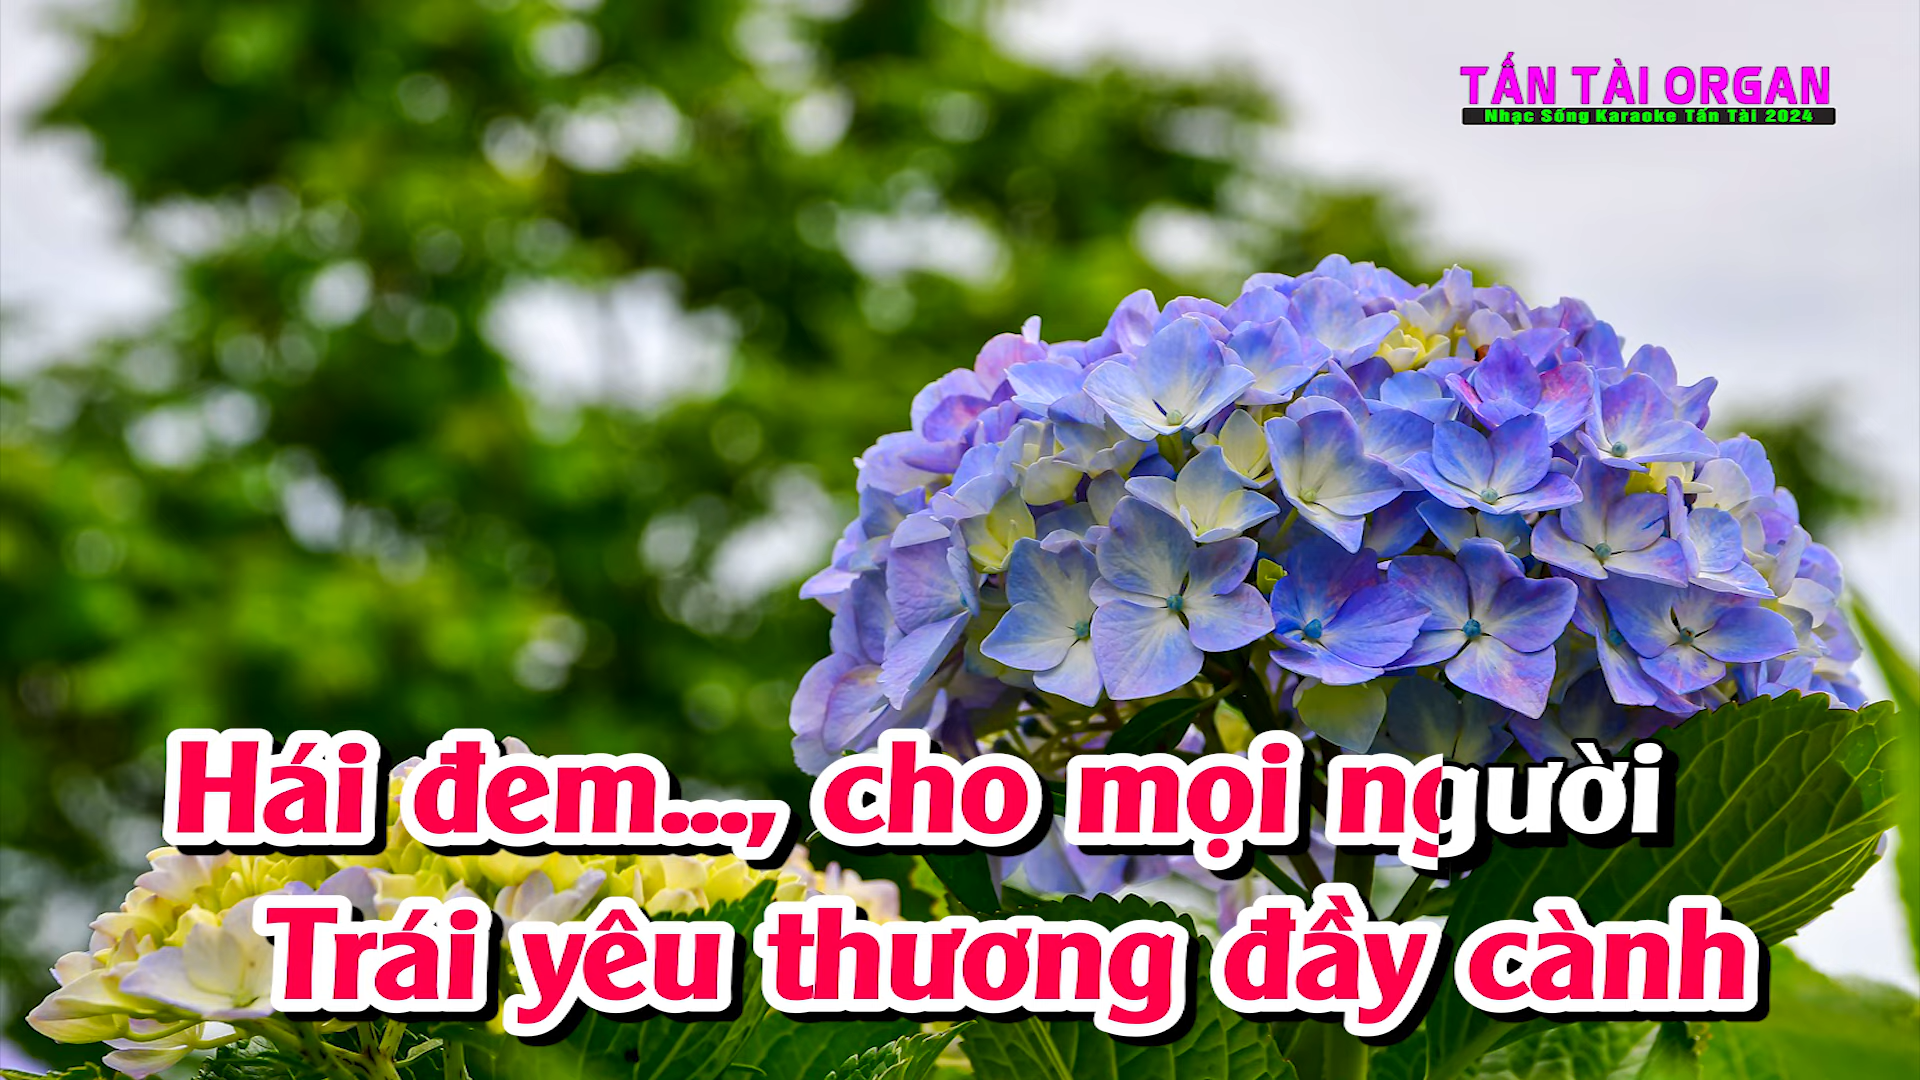 TẤN TÀI ORGAN
Nhạc Sống Karaoke Tấn Tài 2024
Hái đem..., cho mọi người
Trái yêu thương đầy cành